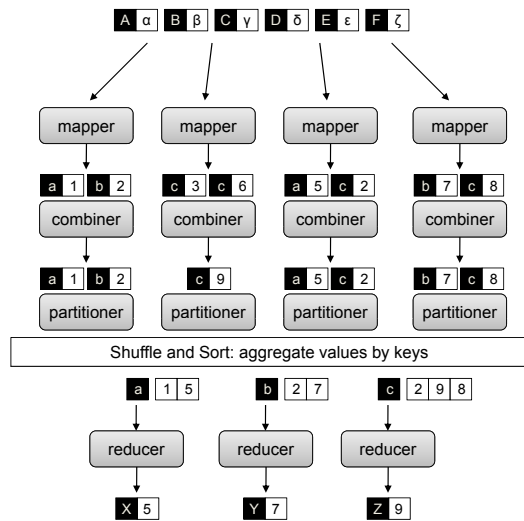 A α B β C γ D δ E ε F ζ
mapper mapper mapper mapper
a 1 b 2 c 3 c 6 a 5 c 2 b 7 c 8
combiner combiner combiner combiner
a 1 b 2 c 9 a 5 c 2 b 7 c 8
partitioner partitioner partitioner partitioner
Shuffle and Sort: aggregate values by keys
a 1 5 b 2 7 c 2 9 8
reducer reducer reducer
X 5 Y 7 Z 9